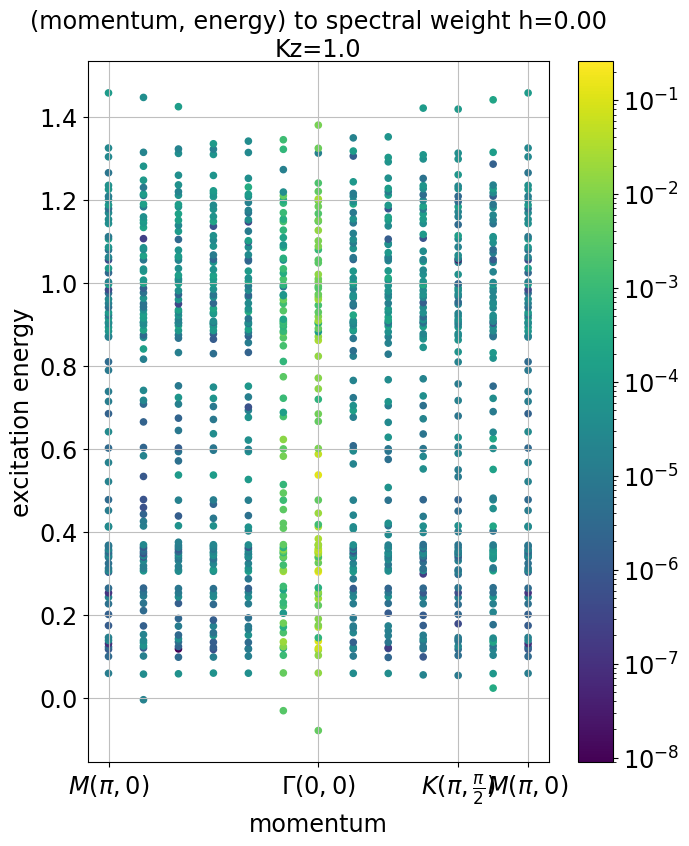 (momentum, energy) to spectral weight h=0.00
Kz=1.0
excitation energy
1.4
1.2
1.0
0.8
0.6
0.4
0.2
0.0
M(π, 0)
Γ(0, 0)
K(π, π/2)
M(π, 0)
momentum
10⁻¹
10⁻²
10⁻³
10⁻⁴
10⁻⁵
10⁻⁶
10⁻⁷
10⁻⁸